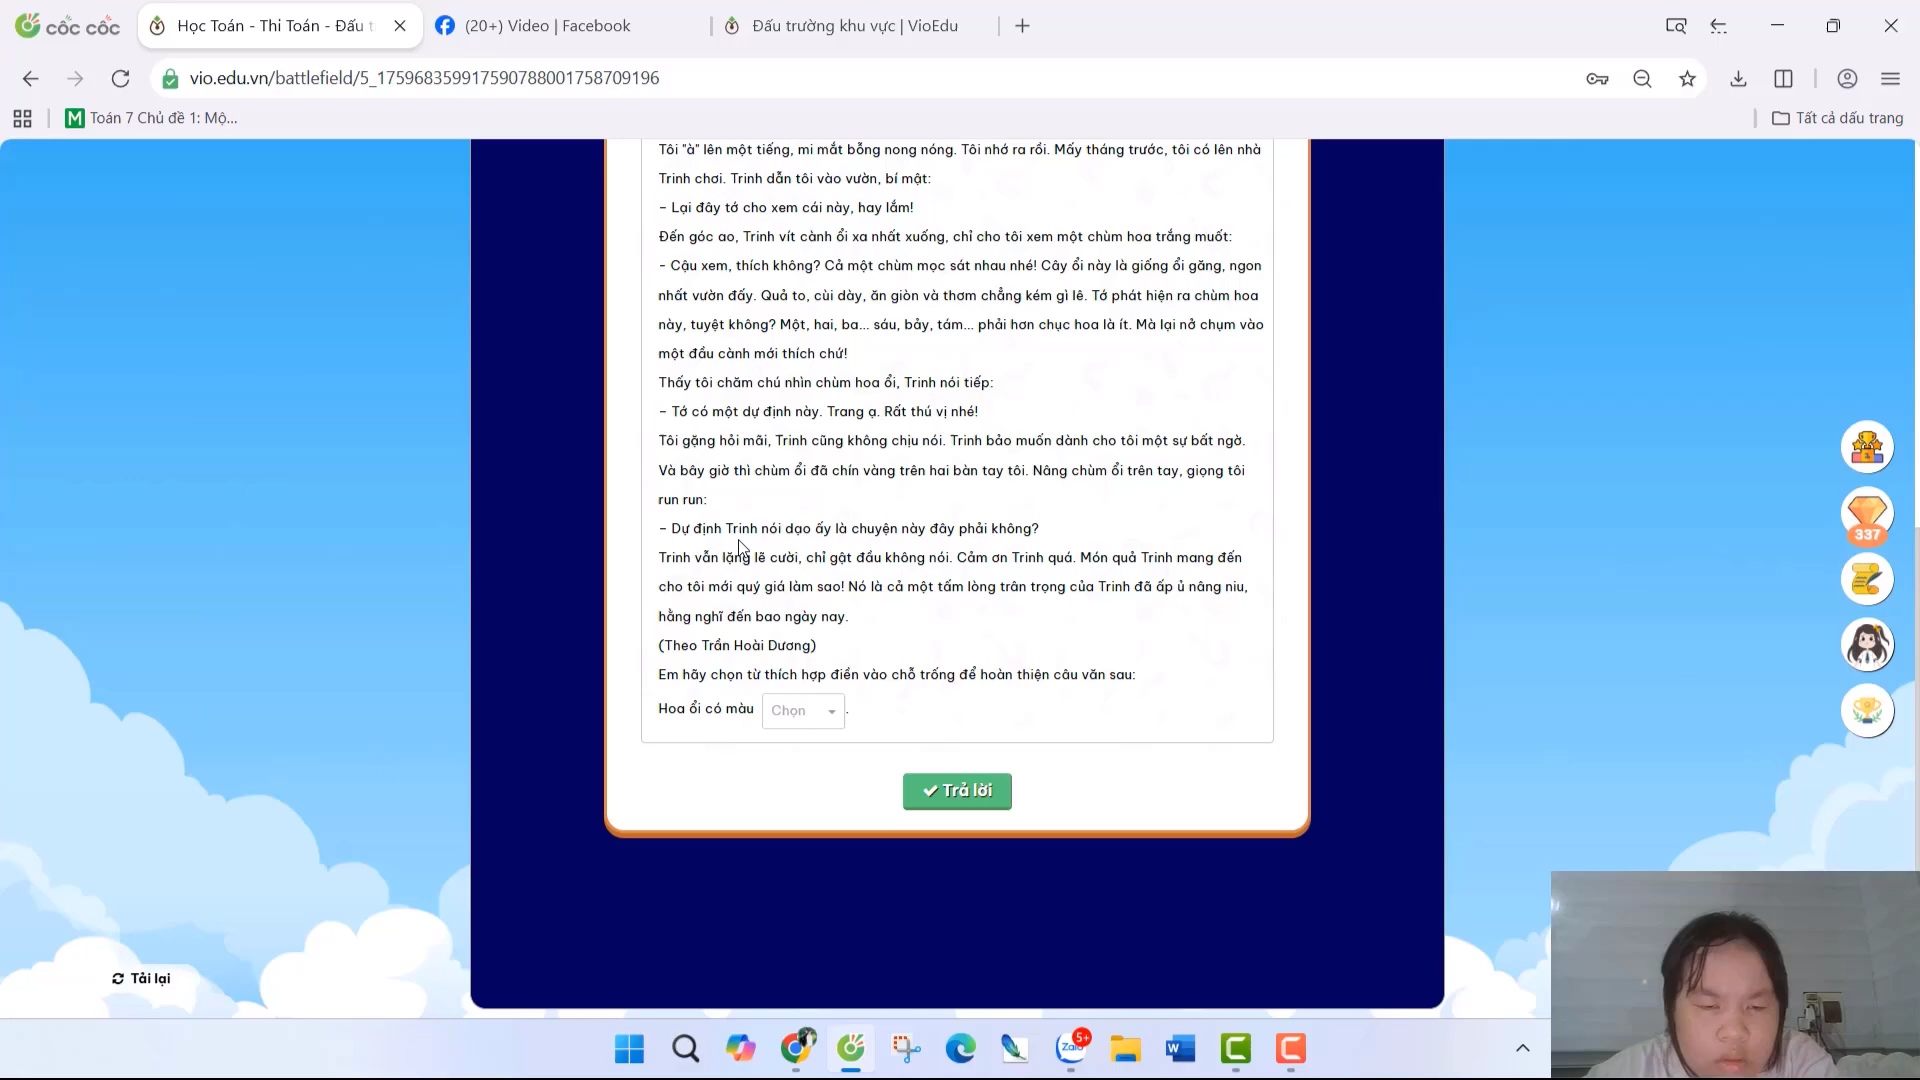 cốc cốc
Học Toán - Thi Toán - Đấu t
(20+) Video | Facebook
Đấu trường khu vực | VioEdu
vio.edu.vn/battlefield/5_1759683599175907880017587​09196
Toán 7 Chủ đề 1: Mộ...
Tất cả dấu trang
Tôi "à" lên một tiếng, mi mắt bỗng nong nóng. Tôi nhớ ra rồi. Mấy tháng trước, tôi có lên nhà
Trinh chơi. Trinh dẫn tôi vào vườn, bí mật:
– Lại đây tớ cho xem cái này, hay lắm!
Đến góc ao, Trinh vít cành ổi xa nhất xuống, chỉ cho tôi xem một chùm hoa trắng muốt:
- Cậu xem, thích không? Cả một chùm mọc sát nhau nhé! Cây ổi này là giống ổi găng, ngon
nhất vườn đấy. Quả to, cùi dày, ăn giòn và thơm chẳng kém gì lê. Tớ phát hiện ra chùm hoa
này, tuyệt không? Một, hai, ba... sáu, bảy, tám... phải hơn chục hoa là ít. Mà lại nở chụm vào
một đầu cành mới thích chứ!
Thấy tôi chăm chú nhìn chùm hoa ổi, Trinh nói tiếp:
– Tớ có một dự định này. Trang ạ. Rất thú vị nhé!
Tôi gặng hỏi mãi, Trinh cũng không chịu nói. Trinh bảo muốn dành cho tôi một sự bất ngờ.
Và bây giờ thì chùm ổi đã chín vàng trên hai bàn tay tôi. Nâng chùm ổi trên tay, giọng tôi
run run:
– Dự định Trinh nói dạo ấy là chuyện này đây phải không?
Trinh vẫn lặng lẽ cười, chỉ gật đầu không nói. Cảm ơn Trinh quá. Món quà Trinh mang đến
cho tôi mới quý giá làm sao! Nó là cả một tấm lòng trân trọng của Trinh đã ấp ủ nâng niu,
hằng nghĩ đến bao ngày nay.
(Theo Trần Hoài Dương)
Em hãy chọn từ thích hợp điền vào chỗ trống để hoàn thiện câu văn sau:
Hoa ổi có màu Chọn .
Trả lời
337
Tải lại
Zalo
5+